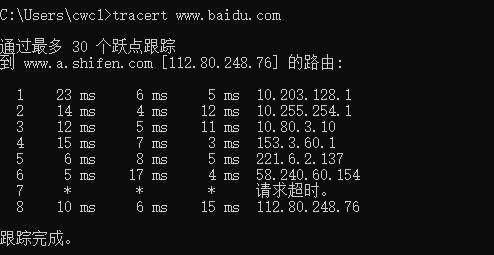 C:\Users\cwcl>tracert www.baidu.com
通过最多 30 个跃点跟踪
到 www.a.shifen.com [112.80.248.76] 的路由:
1 23 ms 6 ms 5 ms 10.203.128.1
2 14 ms 4 ms 12 ms 10.255.254.1
3 12 ms 5 ms 11 ms 10.80.3.10
4 15 ms 7 ms 3 ms 153.3.60.1
5 6 ms 8 ms 5 ms 221.6.2.137
6 5 ms 17 ms 4 ms 58.240.60.154
7 * * * 请求超时。
8 10 ms 6 ms 15 ms 112.80.248.76
跟踪完成。